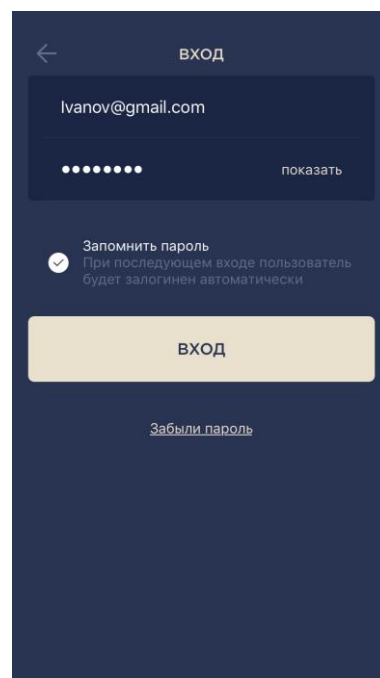 ВХОД
Ivanov@gmail.com
●●●●●●●● показать
Запомнить пароль
При последующем входе пользователь
будет залогинен автоматически
ВХОД
Забыли пароль